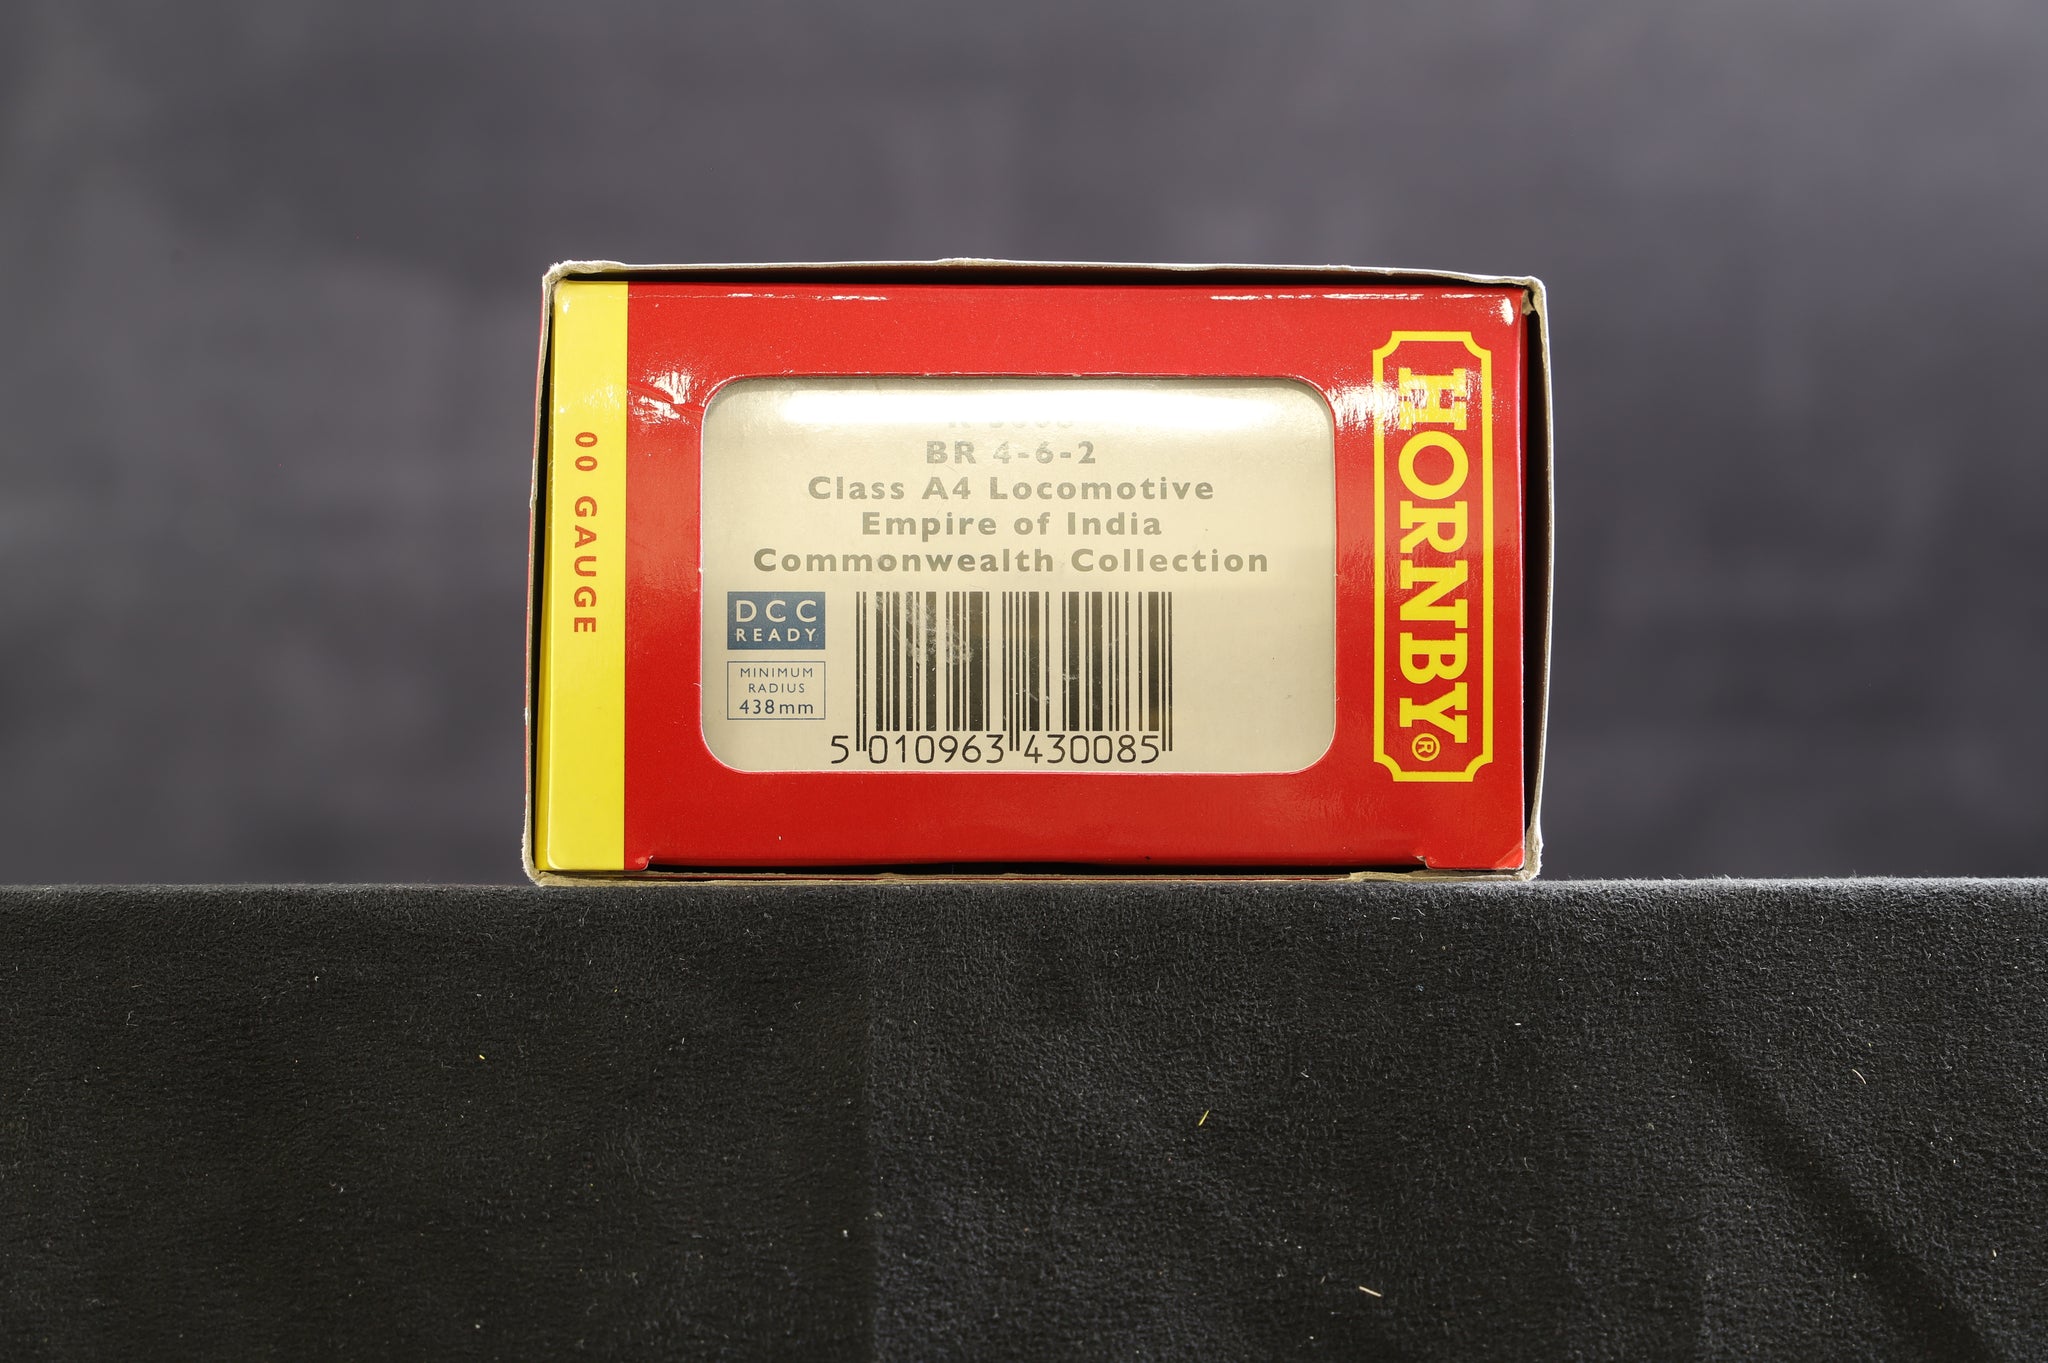 OO GAUGE
BR 4-6-2
Class A4 Locomotive
Empire of India
Commonwealth Collection
DCC
READY
MINIMUM
RADIUS
438mm
5 010963 430085
HORNBY®